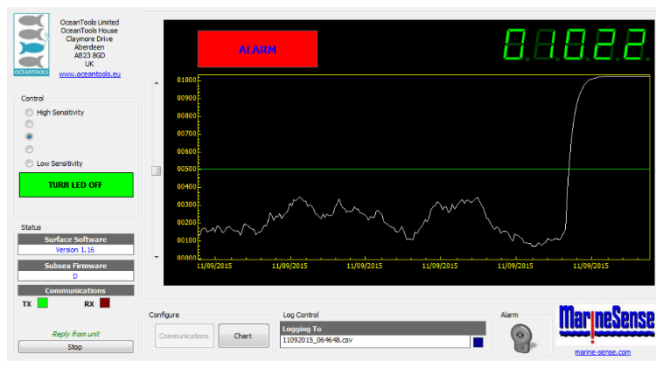 OceanTools Limited
OceanTools House
Claymore Drive
Aberdeen
AB23 8GD
UK
www.oceantools.eu
OCEANTOOLS
Control
High Sensitivity
Low Sensitivity
TURN LED OFF
Status
Surface Software
Version 1.16
Subsea Firmware
D
Communications
TX RX
Reply from unit
Stop
ALARM
01022
01000
00900
00800
00700
00600
00500
00400
00300
00200
00100
00000
11/09/2015 11/09/2015 11/09/2015 11/09/2015 11/09/2015 11/09/2015
Configure
Communications Chart
Log Control
Logging To
11092015_064648.csv
Alarm
MarineSense
marine-sense.com